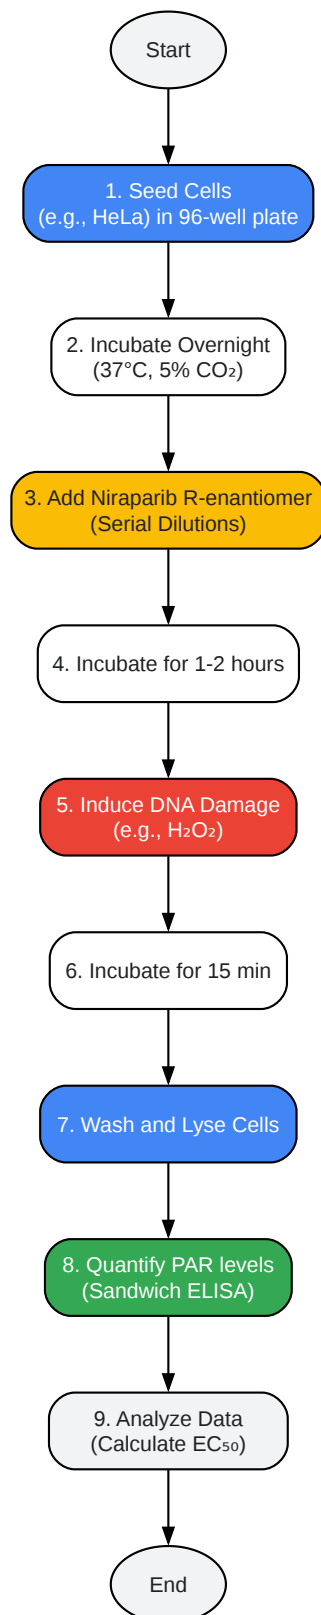 Start
1. Seed Cells
(e.g., HeLa) in 96-well plate
2. Incubate Overnight
(37°C, 5% CO₂)
3. Add Niraparib R-enantiomer
(Serial Dilutions)
4. Incubate for 1-2 hours
5. Induce DNA Damage
(e.g., H₂O₂)
6. Incubate for 15 min
7. Wash and Lyse Cells
8. Quantify PAR levels
(Sandwich ELISA)
9. Analyze Data
(Calculate EC₅₀)
End